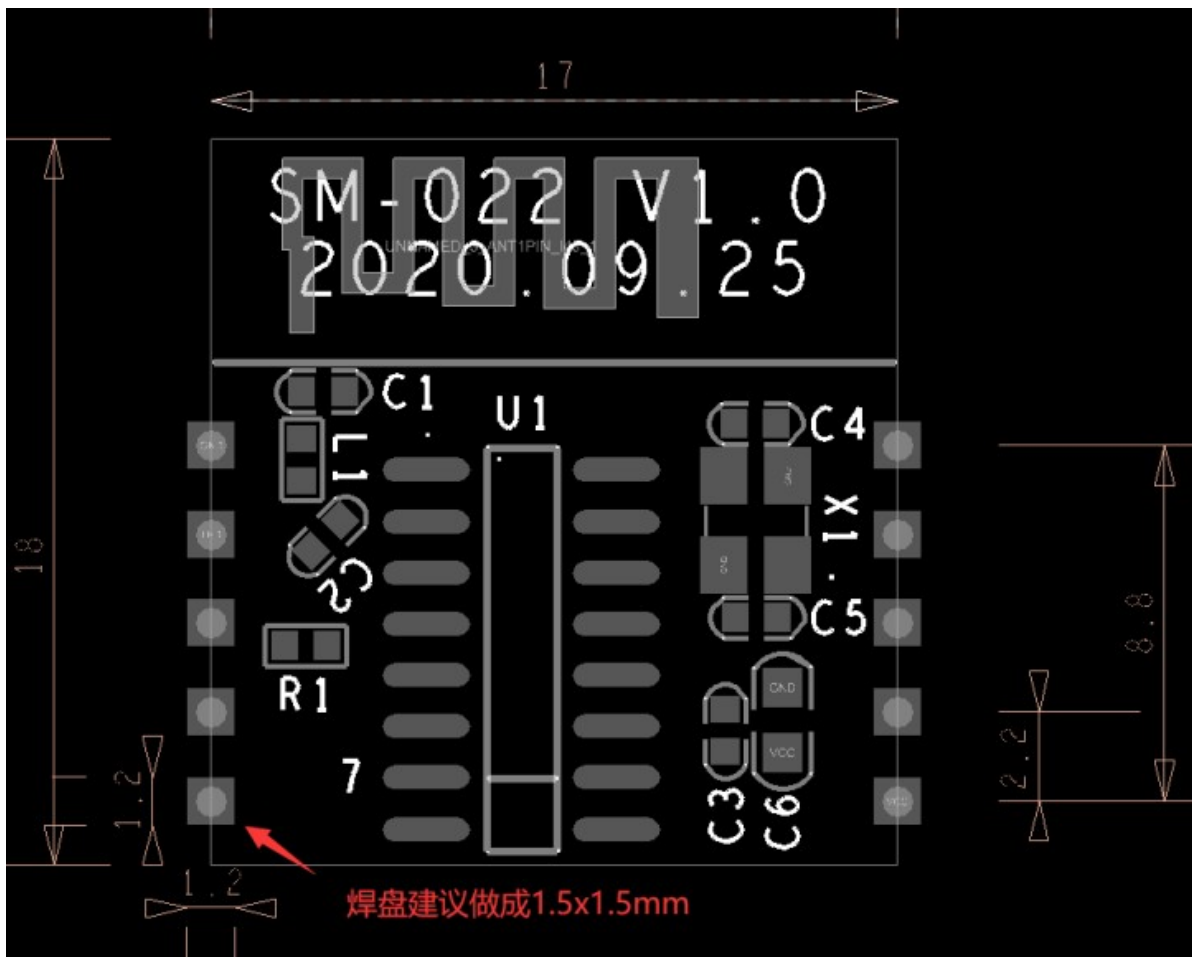 17
SM-022 V1.0
2020.09.25
C1
U1
C4
L1
X1.
C2
18
C5
8.8
R1
GND
2.2
VCC
7
1.2
C3
C6
VCC
1.2
焊盘建议做成1.5x1.5mm